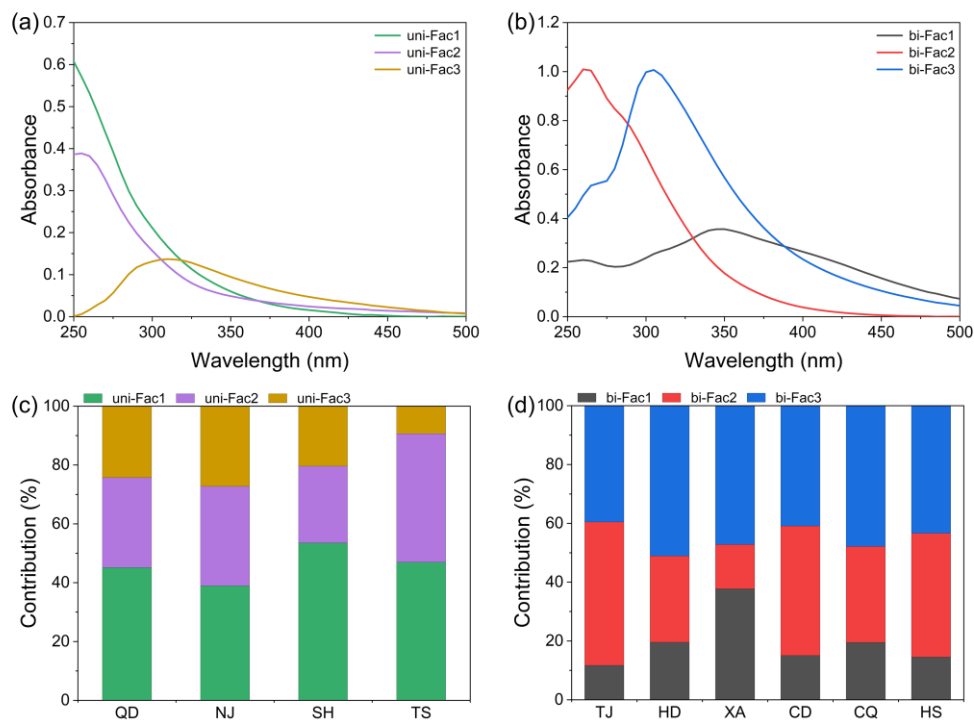 (a)
0.7
0.6
0.5
0.4
0.3
0.2
0.1
0.0
Absorbance
uni-Fac1
uni-Fac2
uni-Fac3
250 300 350 400 450 500
Wavelength (nm)
(b)
1.2
1.0
0.8
0.6
0.4
0.2
0.0
Absorbance
bi-Fac1
bi-Fac2
bi-Fac3
250 300 350 400 450 500
Wavelength (nm)
(c)
uni-Fac1 uni-Fac2 uni-Fac3
100
80
60
40
20
0
Contribution (%)
QD NJ SH TS
(d)
bi-Fac1 bi-Fac2 bi-Fac3
100
80
60
40
20
0
Contribution (%)
TJ HD XA CD CQ HS